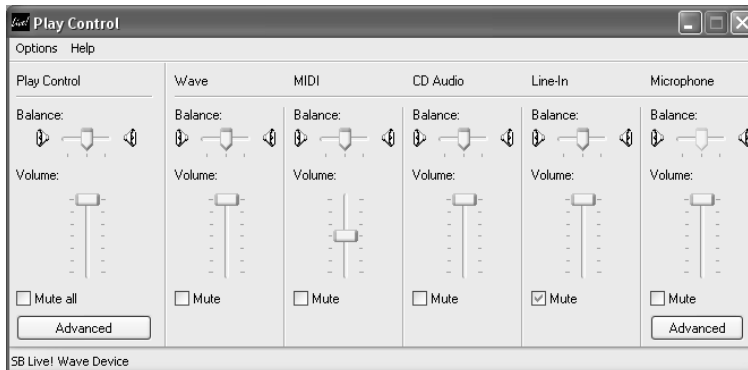 Live! Play Control
Options Help
Play Control Wave MIDI CD Audio Line-In Microphone
Balance: Balance: Balance: Balance: Balance: Balance:
Volume: Volume: Volume: Volume: Volume: Volume:
Mute all Mute Mute Mute Mute Mute
Advanced Advanced
SB Live! Wave Device